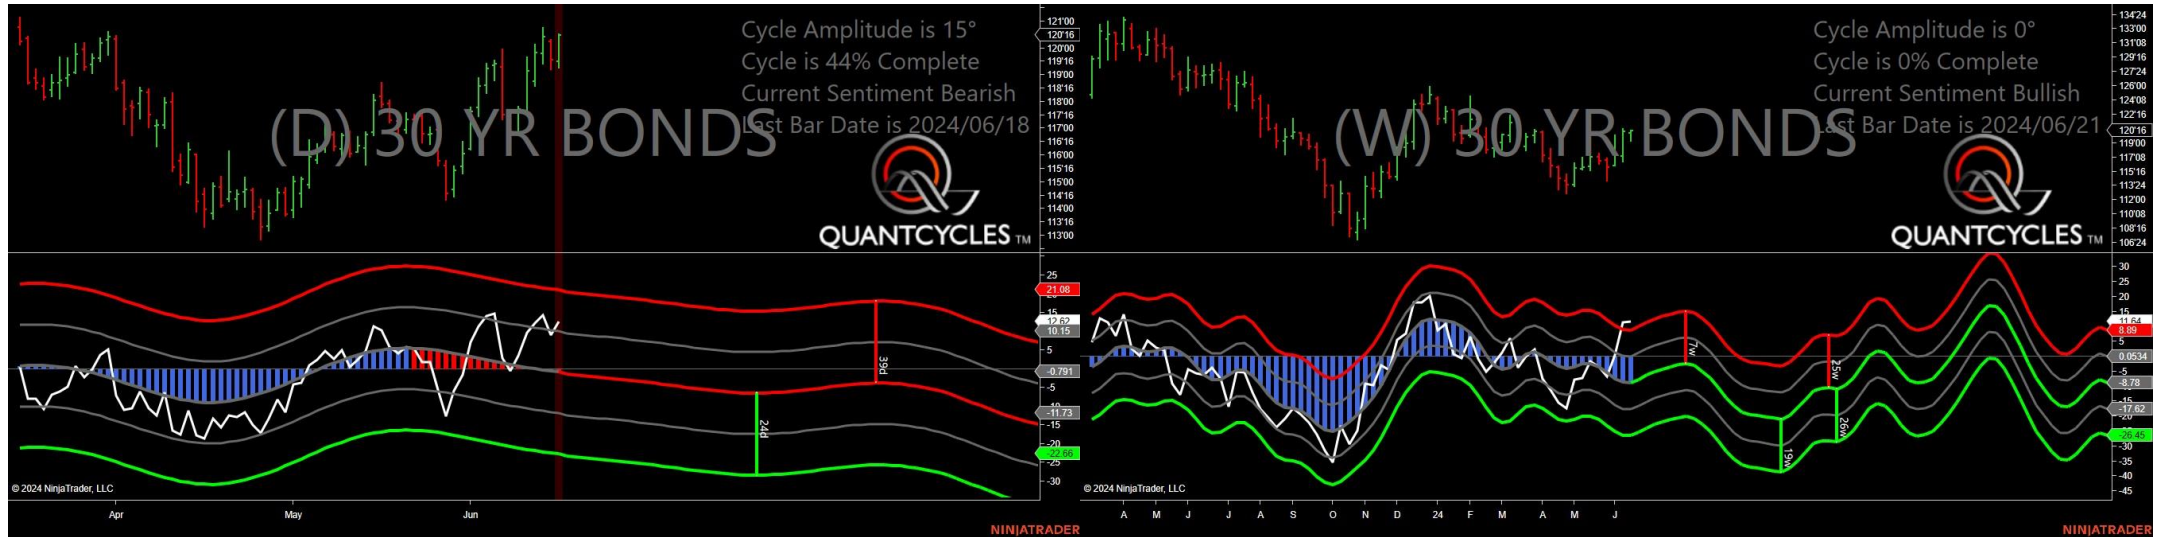 Cycle Amplitude is 15°
Cycle is 44% Complete
Current Sentiment Bearish
Last Bar Date is 2024/06/18
(D) 30 YR BONDS
QUANTCYCLES TM
121'00
120'16
120'00
119'16
119'00
118'16
118'00
117'16
117'00
116'16
116'00
115'16
115'00
114'16
114'00
113'16
113'00
25
21.08
15
12.62
10.15
5
-0.791
-5
-11.73
-15
-20
-22.66
-25
-30
39d
24d
© 2024 NinjaTrader, LLC
Apr
May
Jun
NINJATRADER
Cycle Amplitude is 0°
Cycle is 0% Complete
Current Sentiment Bullish
Last Bar Date is 2024/06/21
(W) 30 YR BONDS
QUANTCYCLES TM
134'24
133'00
131'08
129'16
127'24
126'00
124'08
122'16
120'16
119'00
117'08
115'16
113'24
112'00
110'08
108'16
106'24
30
25
20
15
11.64
8.89
5
0.0534
-5
-8.78
-15
-17.62
-26.45
-30
-35
-40
-45
7w
25w
26w
19w
© 2024 NinjaTrader, LLC
A M J J A S O N D 24 F M A M J
NINJATRADER